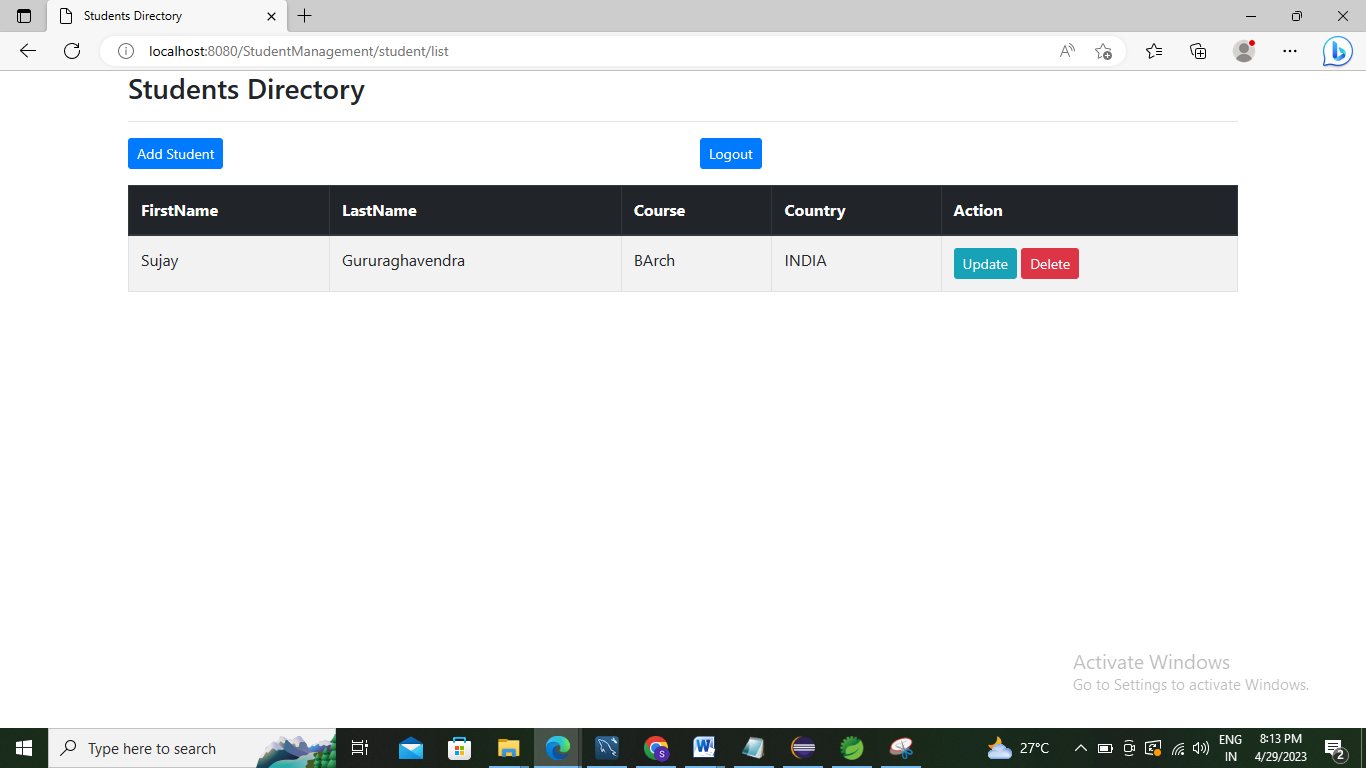 Students Directory
localhost:8080/StudentManagement/student/list
Students Directory
Add Student Logout
FirstName LastName Course Country Action
Sujay Gururaghavendra BArch INDIA Update Delete
Activate Windows
Go to Settings to activate Windows.
Type here to search 27°C ENG 8:13 PM
IN 4/29/2023 2